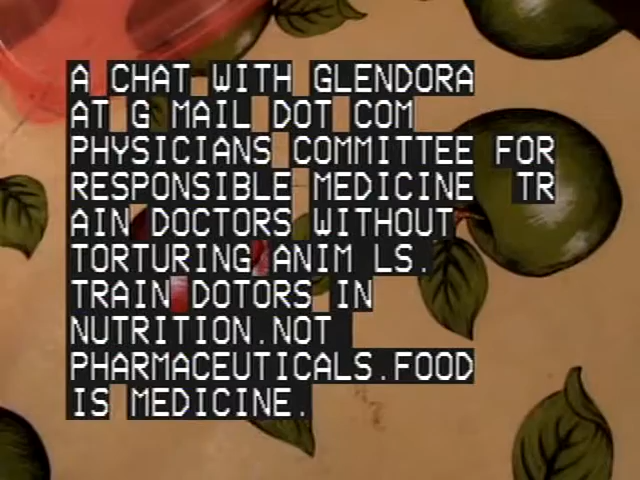 A CHAT WITH GLENDORA
AT G MAIL DOT COM
PHYSICIANS COMMITTEE FOR
RESPONSIBLE MEDICINE  TR
AIN DOCTORS WITHOUT
TORTURING ANIM LS.
TRAIN DOTORS IN
NUTRITION.NOT
PHARMACEUTICALS.FOOD
IS MEDICINE.